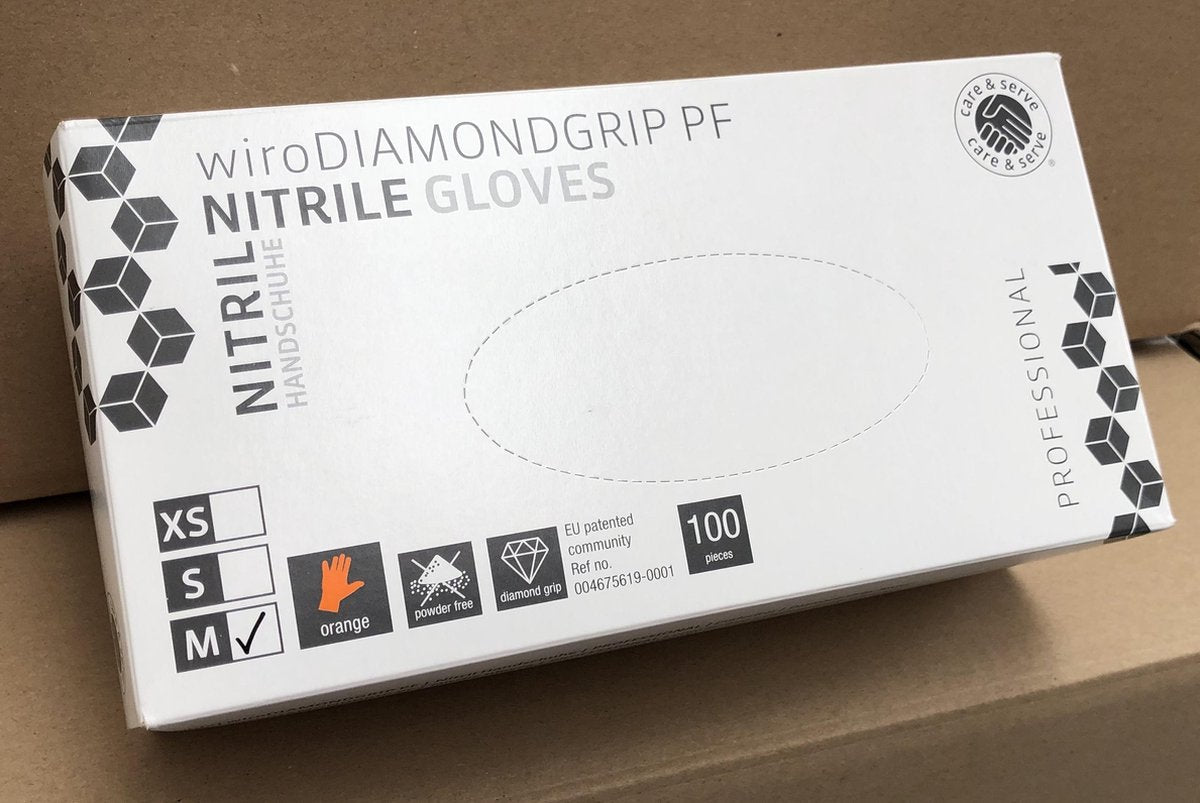 wiroDIAMONDGRIP PF
NITRILE GLOVES
NITRIL
HANDSCHUHE
care & serve
care & serve
®
PROFESSIONAL
XS
S
M ✓
orange
powder free
diamond grip
EU patented
community
Ref no.
004675619-0001
100
pieces